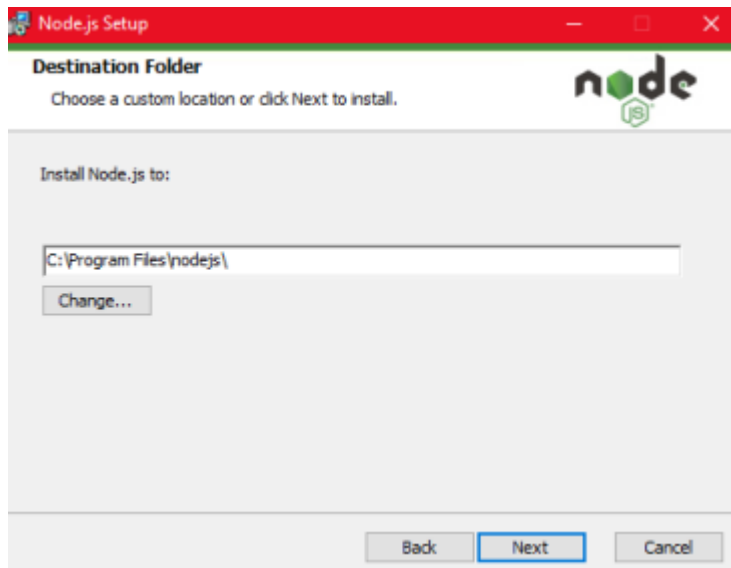 Node.js Setup
Destination Folder
Choose a custom location or click Next to install.
node
JS
Install Node.js to:
C:\Program Files\nodejs\
Change...
Back Next Cancel